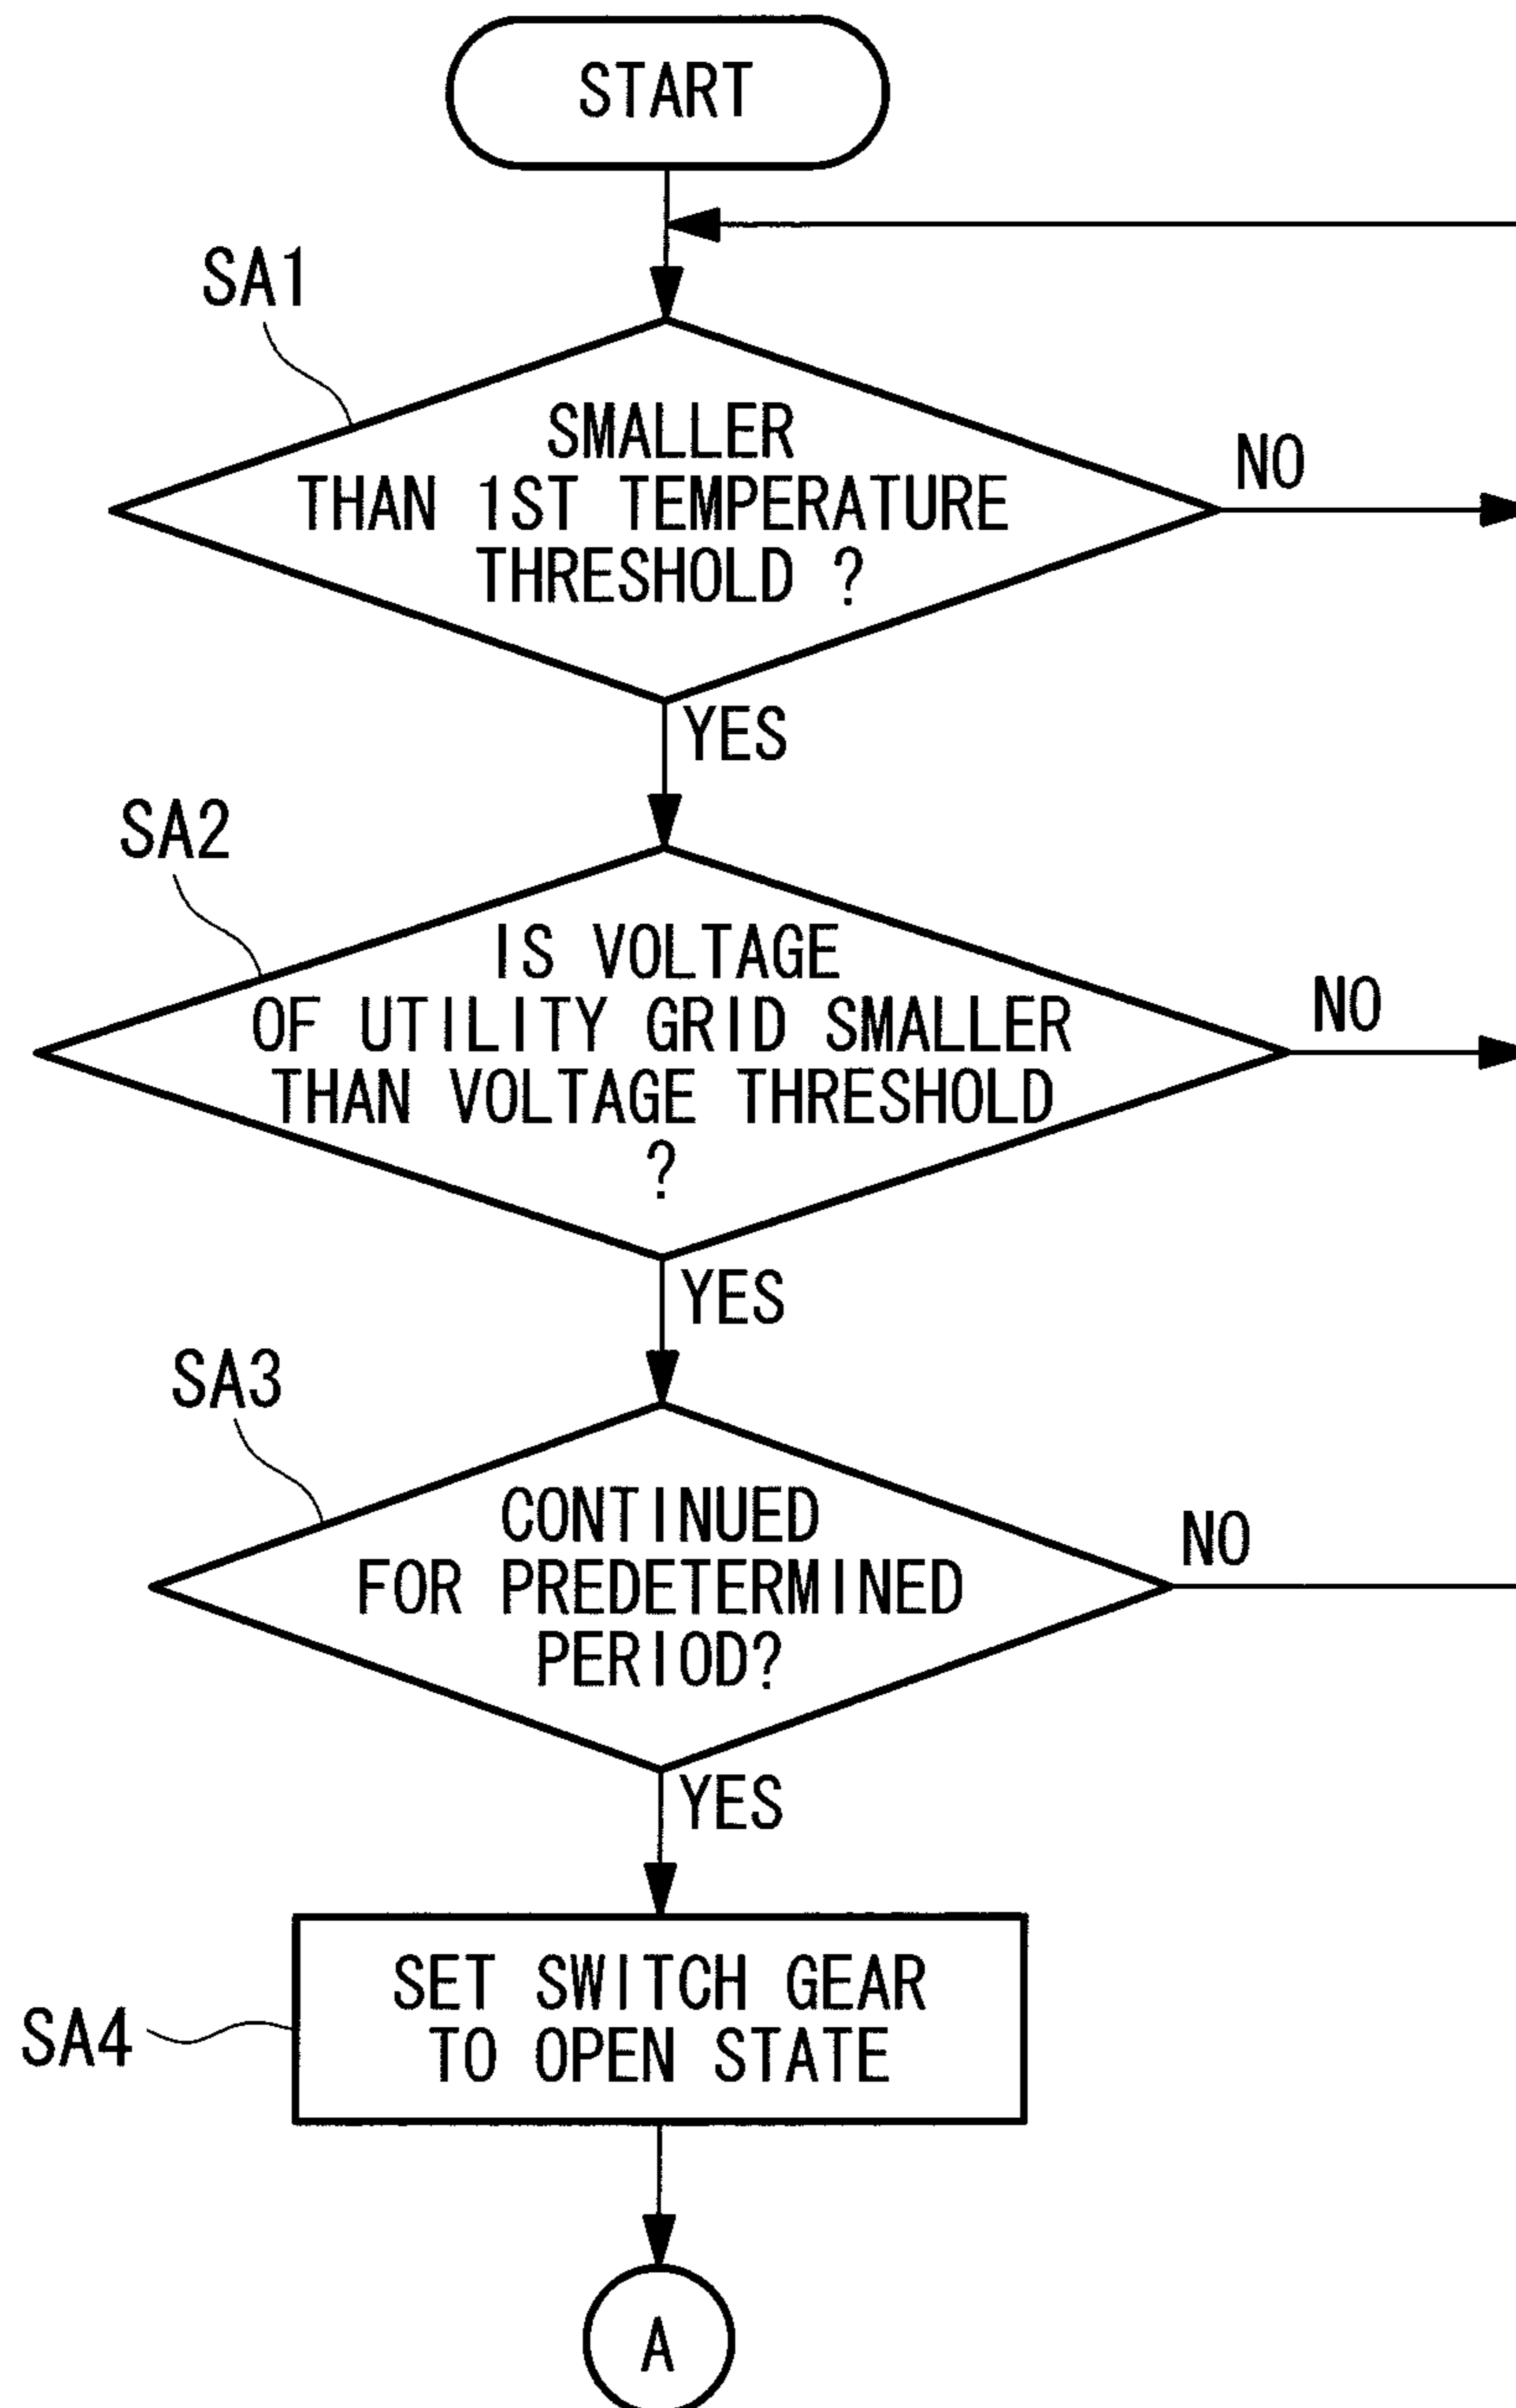 START
SA1
SMALLER
THAN 1ST TEMPERATURE
THRESHOLD ?
NO
YES
SA2
IS VOLTAGE
OF UTILITY GRID SMALLER
THAN VOLTAGE THRESHOLD
?
NO
YES
SA3
CONTINUED
FOR PREDETERMINED
PERIOD?
NO
YES
SA4
SET SWITCH GEAR
TO OPEN STATE
A